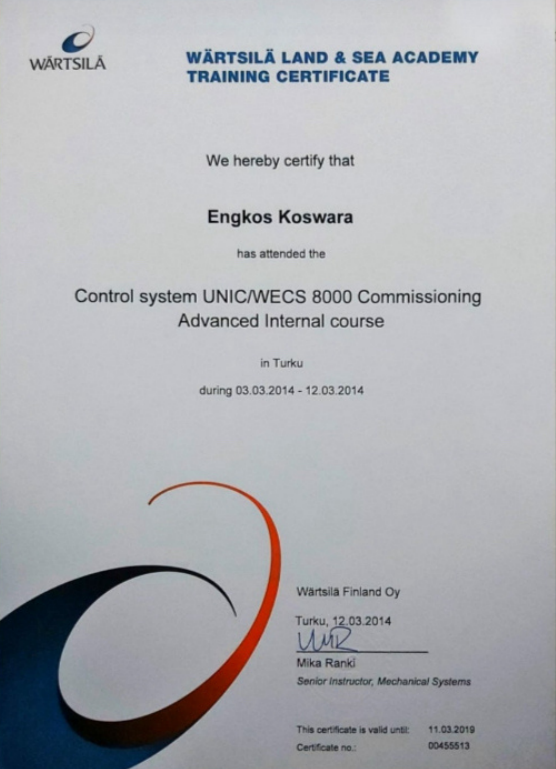 WÄRTSILÄ
WÄRTSILÄ LAND & SEA ACADEMY
TRAINING CERTIFICATE
We hereby certify that
Engkos Koswara
has attended the
Control system UNIC/WECS 8000 Commissioning
Advanced Internal course
in Turku
during 03.03.2014 - 12.03.2014
Wärtsilä Finland Oy
Turku, 12.03.2014
Mika Ranki
Senior Instructor, Mechanical Systems
This certificate is valid until: 11.03.2019
Certificate no.: 00455513